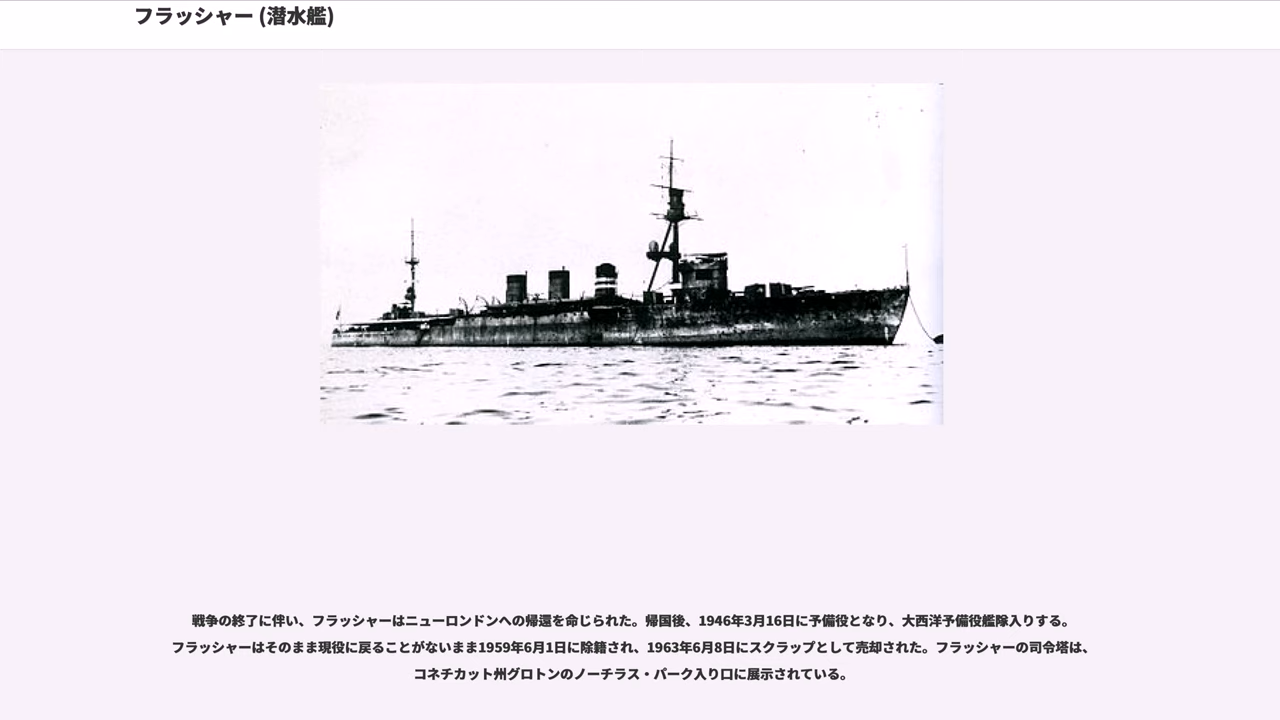 フラッシャー (潜水艦)
戦争の終了に伴い、フラッシャーはニューロンドンへの帰還を命じられた。帰国後、1946年3月16日に予備役となり、大西洋予備役艦隊入りする。
フラッシャーはそのまま現役に戻ることがないまま1959年6月1日に除籍され、1963年6月8日にスクラップとして売却された。フラッシャーの司令塔は、
コネチカット州グロトンのノーチラス・パーク入り口に展示されている。